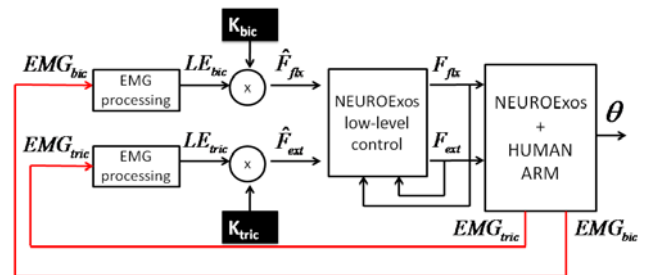 K_bic
EMG_bic
EMG
processing
LE_bic
x
F̂_flx
NEUROExos
low-level
control
F_flx
NEUROExos
+
HUMAN
ARM
θ
EMG_tric
EMG
processing
LE_tric
x
F̂_ext
F_ext
K_tric
EMG_tric
EMG_bic